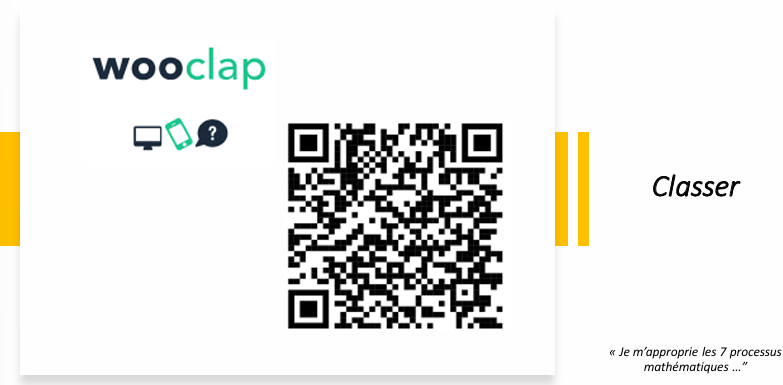 wooclap
?
Classer
« Je m'approprie les 7 processus
mathématiques …"